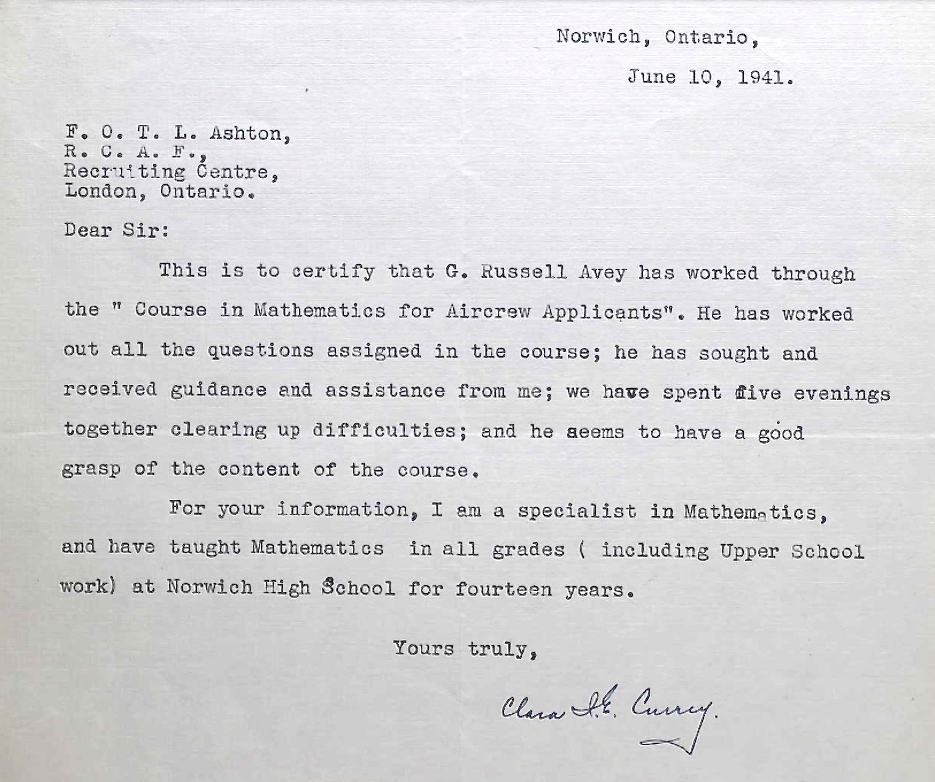 Norwich, Ontario,
June 10, 1941.
F. O. T. L. Ashton,
R. C. A. F.,
Recruiting Centre,
London, Ontario.
Dear Sir:
This is to certify that G. Russell Avey has worked through
the " Course in Mathematics for Aircrew Applicants". He has worked
out all the questions assigned in the course; he has sought and
received guidance and assistance from me; we have spent five evenings
together clearing up difficulties; and he seems to have a good
grasp of the content of the course.
For your information, I am a specialist in Mathematics,
and have taught Mathematics in all grades ( including Upper School
work) at Norwich High School for fourteen years.
Yours truly,
Clara I.E. Currey.